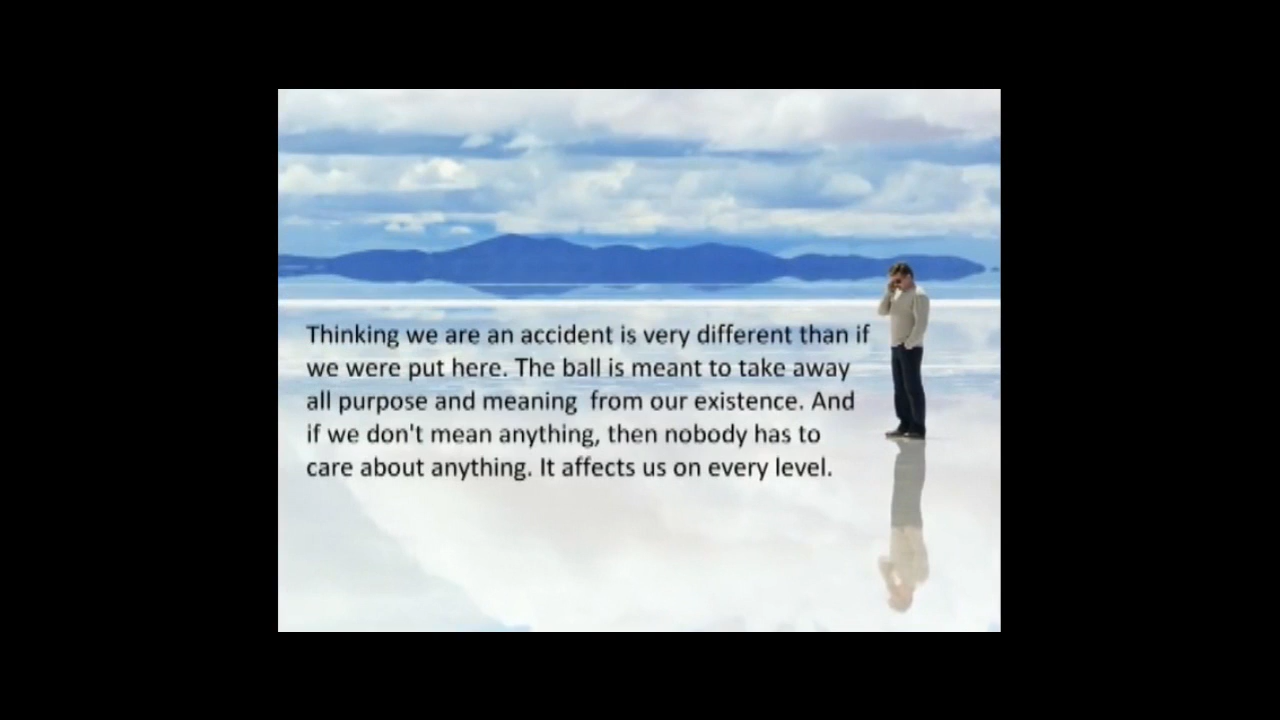 Thinking we are an accident is very different than if
we were put here. The ball is meant to take away
all purpose and meaning  from our existence. And
if we don't mean anything, then nobody has to
care about anything. It affects us on every level.